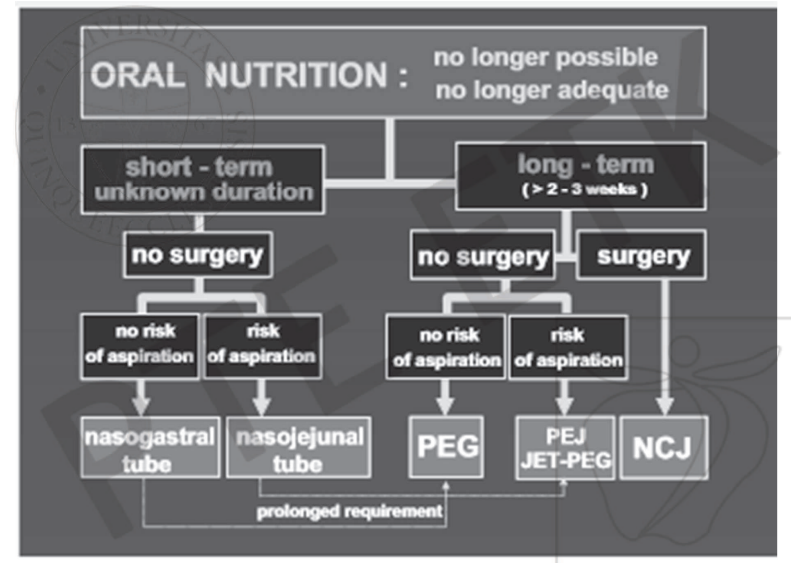 ORAL NUTRITION : no longer possible
no longer adequate
short - term
unknown duration
long - term
( > 2 - 3 weeks )
no surgery
no surgery
surgery
no risk
of aspiration
risk
of aspiration
no risk
of aspiration
risk
of aspiration
nasogastral
tube
nasojejunal
tube
PEG
PEJ
JET-PEG
NCJ
prolonged requirement
PTE ETK